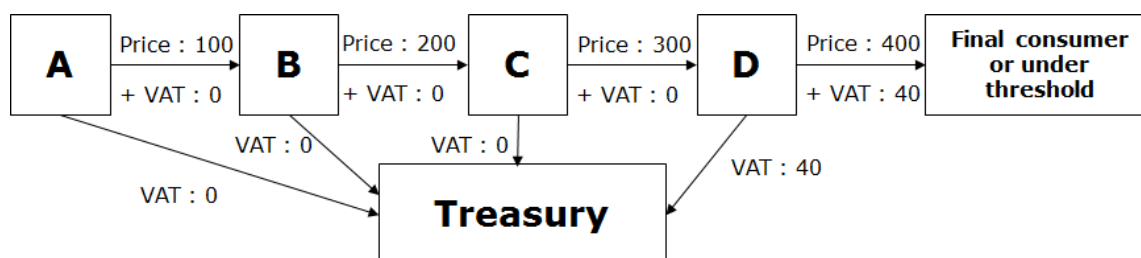 A
Price : 100
+ VAT : 0
B
Price : 200
+ VAT : 0
C
Price : 300
+ VAT : 0
D
Price : 400
+ VAT : 40
Final consumer
or under
threshold
VAT : 0
VAT : 0
VAT : 0
VAT : 40
Treasury